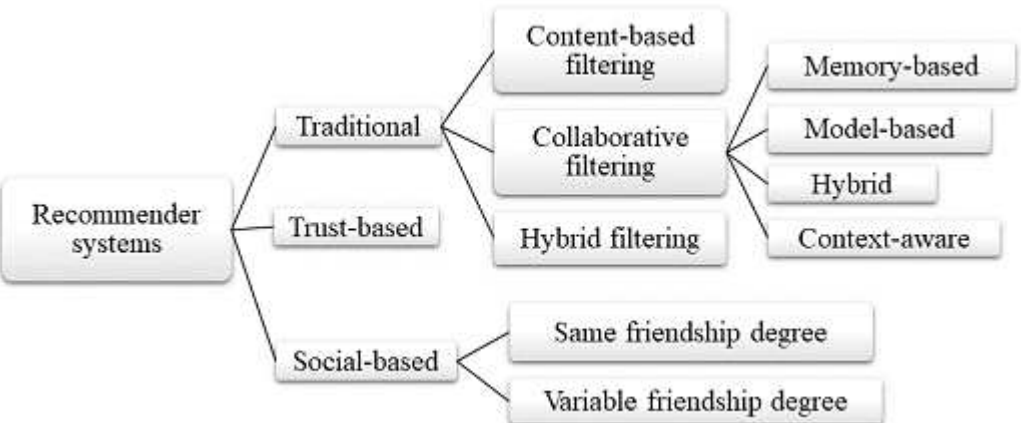 Recommender
systems
Traditional
Trust-based
Social-based
Content-based
filtering
Collaborative
filtering
Hybrid filtering
Memory-based
Model-based
Hybrid
Context-aware
Same friendship degree
Variable friendship degree